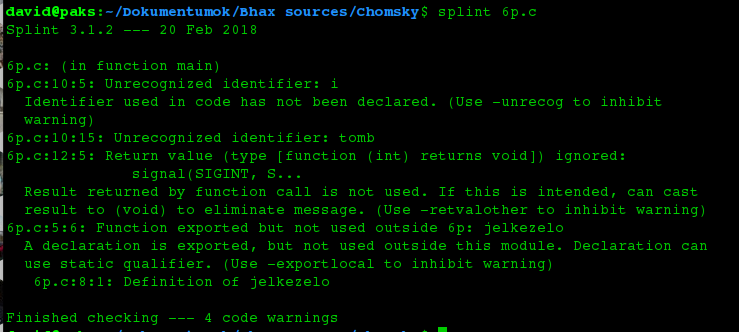 david@paks:~/Dokumentumok/Bhax sources/Chomsky$ splint 6p.c
Splint 3.1.2 --- 20 Feb 2018

6p.c: (in function main)
6p.c:10:5: Unrecognized identifier: i
  Identifier used in code has not been declared. (Use -unrecog to inhibit
  warning)
6p.c:10:15: Unrecognized identifier: tomb
6p.c:12:5: Return value (type [function (int) returns void]) ignored:
              signal(SIGINT, S...
  Result returned by function call is not used. If this is intended, can cast
  result to (void) to eliminate message. (Use -retvalother to inhibit warning)
6p.c:5:6: Function exported but not used outside 6p: jelkezelo
  A declaration is exported, but not used outside this module. Declaration can
  use static qualifier. (Use -exportlocal to inhibit warning)
   6p.c:8:1: Definition of jelkezelo

Finished checking --- 4 code warnings